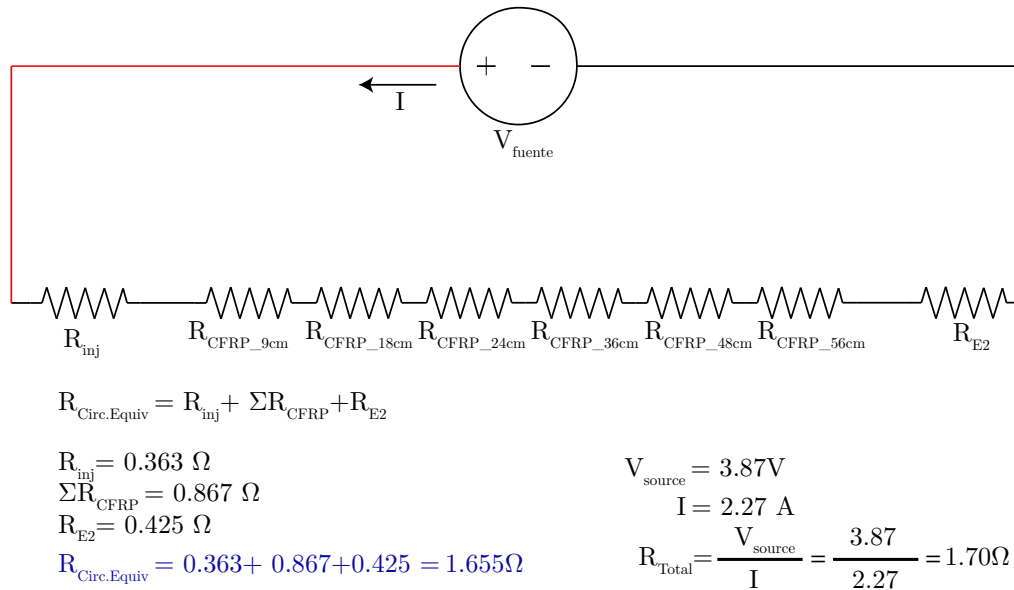 + −
I
V_fuente
R_inj R_CFRP_9cm R_CFRP_18cm R_CFRP_24cm R_CFRP_36cm R_CFRP_48cm R_CFRP_56cm R_E2
R_Circ.Equiv = R_inj + ΣR_CFRP+R_E2
R_inj= 0.363 Ω
ΣR_CFRP = 0.867 Ω
R_E2= 0.425 Ω
R_Circ.Equiv = 0.363+ 0.867+0.425 = 1.655Ω
V_source = 3.87V
I = 2.27 A
R_Total= V_source / I = 3.87 / 2.27 = 1.70Ω